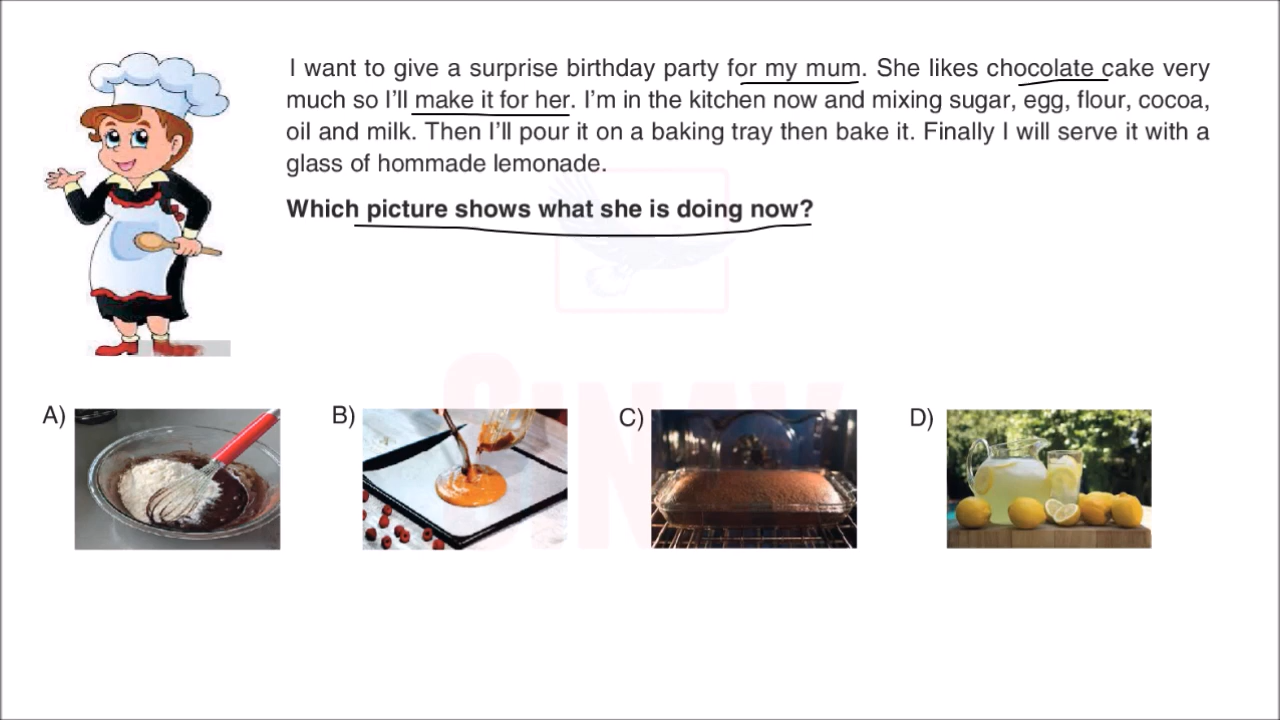 I want to give a surprise birthday party for my mum. She likes chocolate cake very
much so I'll make it for her. I'm in the kitchen now and mixing sugar, egg, flour, cocoa,
oil and milk. Then I'll pour it on a baking tray then bake it. Finally I will serve it with a
glass of hommade lemonade.
Which picture shows what she is doing now?
A)
B)
C)
D)